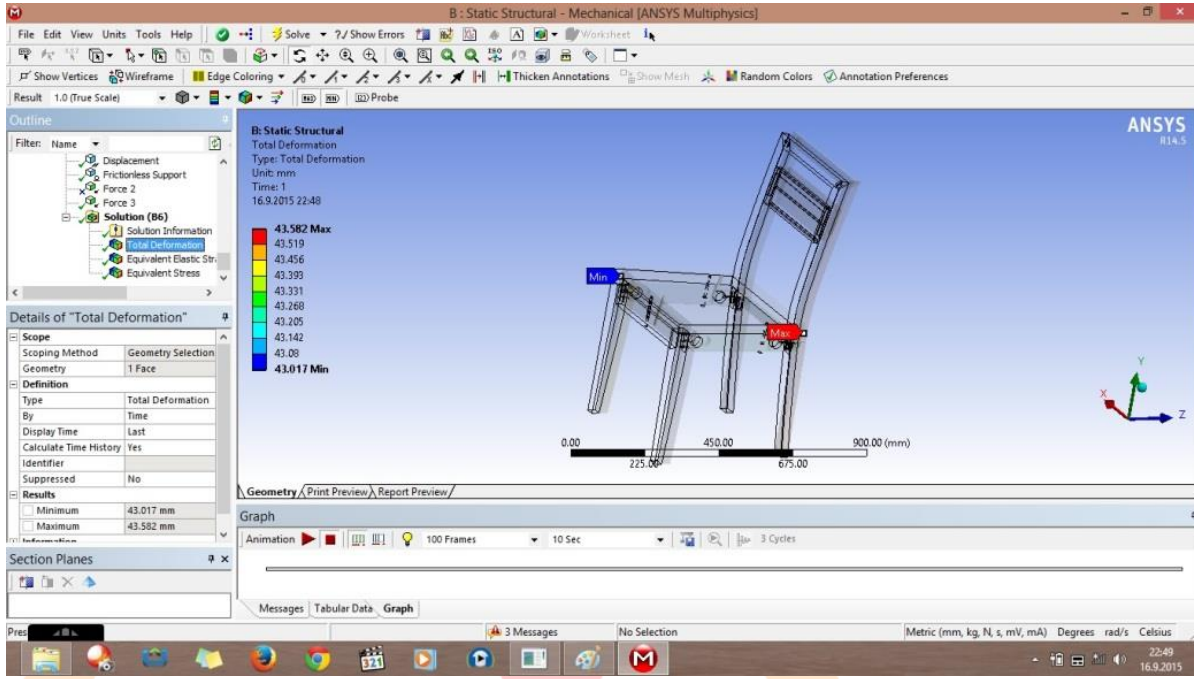 B : Static Structural - Mechanical [ANSYS Multiphysics]
File Edit View Units Tools Help Solve ?/ Show Errors Worksheet
Show Vertices Wireframe Edge Coloring Thicken Annotations Show Mesh Random Colors Annotation Preferences
Result 1.0 (True Scale) MAX MIN Probe
Outline
Filter: Name
Displacement
Frictionless Support
Force 2
Force 3
Solution (B6)
Solution Information
Total Deformation
Equivalent Elastic Str
Equivalent Stress
Details of "Total Deformation"
Scope
Scoping Method Geometry Selection
Geometry 1 Face
Definition
Type Total Deformation
By Time
Display Time Last
Calculate Time History Yes
Identifier
Suppressed No
Results
Minimum 43.017 mm
Maximum 43.582 mm
Information
Section Planes
B: Static Structural
Total Deformation
Type: Total Deformation
Unit: mm
Time: 1
16.9.2015 22:48
43.582 Max
43.519
43.456
43.393
43.331
43.268
43.205
43.142
43.08
43.017 Min
ANSYS
R14.5
Min
Max
Y
X
Z
0.00 450.00 900.00 (mm)
225.00 675.00
Geometry Print Preview Report Preview
Graph
Animation 100 Frames 10 Sec 3 Cycles
Messages Tabular Data Graph
Pres 3 Messages No Selection Metric (mm, kg, N, s, mV, mA) Degrees rad/s Celsius
321
22:49
16.9.2015